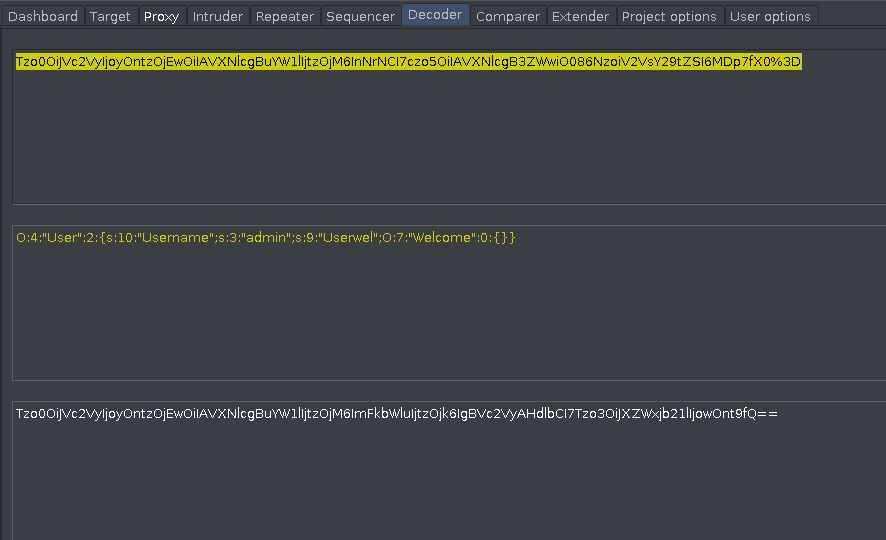 Dashboard Target Proxy Intruder Repeater Sequencer Decoder Comparer Extender Project options User options
Tzo0OiJVc2VyIjoyOntzOjEwOiIAVXNlcgBuYW1lIjtzOjM6InNrNCI7czo5OiIAVXNlcgB3ZWwiO086NzoiV2VsY29tZSI6MDp7fX0%3D
O:4:"User":2:{s:10:"Username";s:3:"admin";s:9:"Userwel";O:7:"Welcome":0:{}}
Tzo0OiJVc2VyIjoyOntzOjEwOiIAVXNlcgBuYW1lIjtzOjM6ImFkbWluIjtzOjk6IgBVc2VyAHdlbCI7Tzo3OiJXZWxjb21lIjowOnt9fQ==